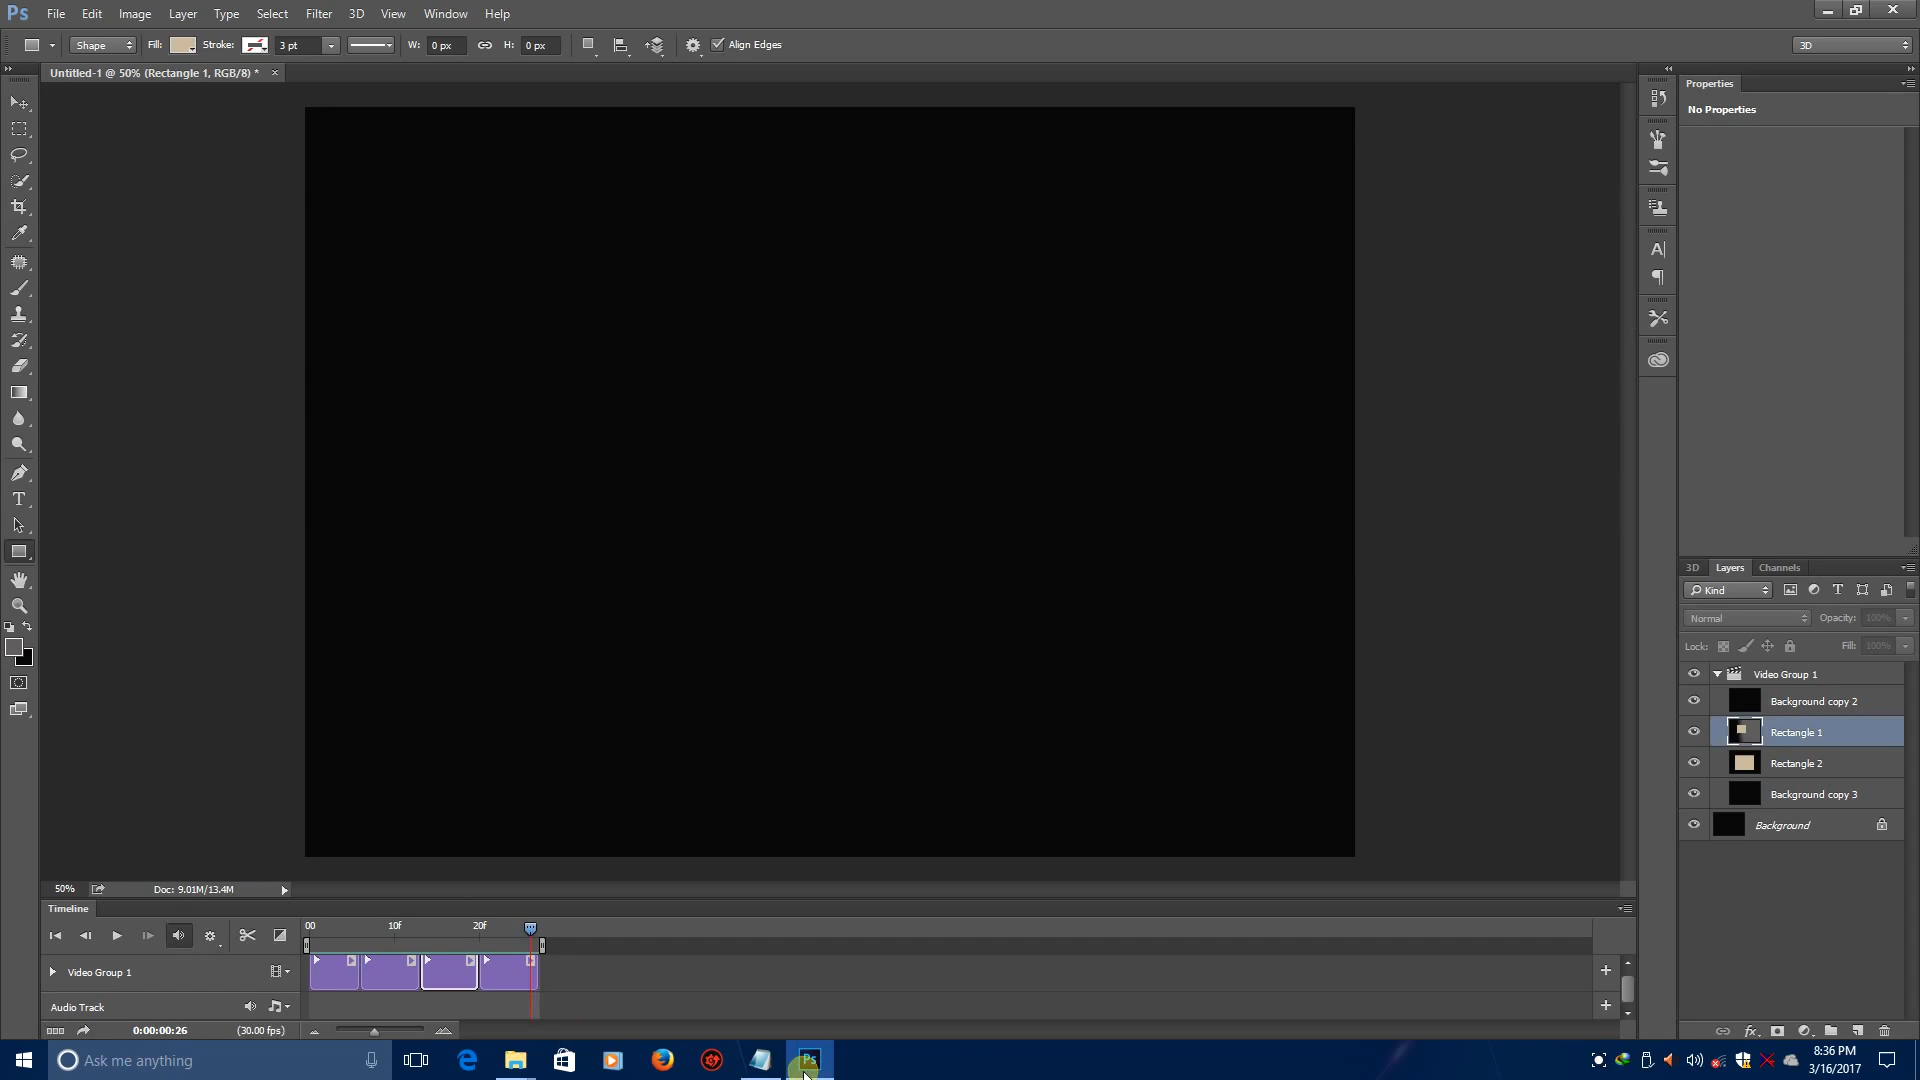 Ps File Edit Image Layer Type Select Filter 3D View Window Help
Shape Fill: Stroke: 3 pt W: 0 px H: 0 px Align Edges 3D
Untitled-1 @ 50% (Rectangle 1, RGB/8) * ×
Properties
No Properties
3D Layers Channels
Kind
Normal Opacity: 100%
Lock: Fill: 100%
Video Group 1
Background copy 2
Rectangle 1
Rectangle 2
Background copy 3
Background
50% Doc: 9.01M/13.4M
Timeline
00 10f 20f
Video Group 1
Audio Track
0:00:00:26 (30.00 fps)
Ask me anything
Ps
8:36 PM
3/16/2017